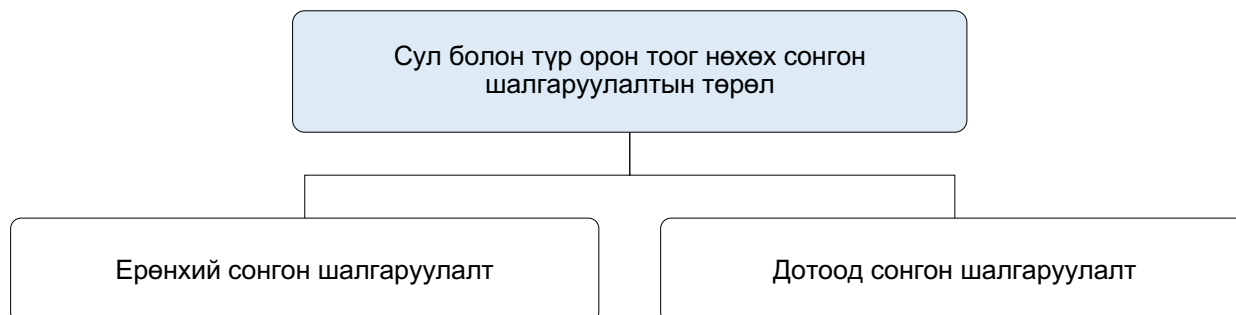 Сул болон түр орон тоог нөхөх сонгон
шалгаруулалтын төрөл
Ерөнхий сонгон шалгаруулалт
Дотоод сонгон шалгаруулалт